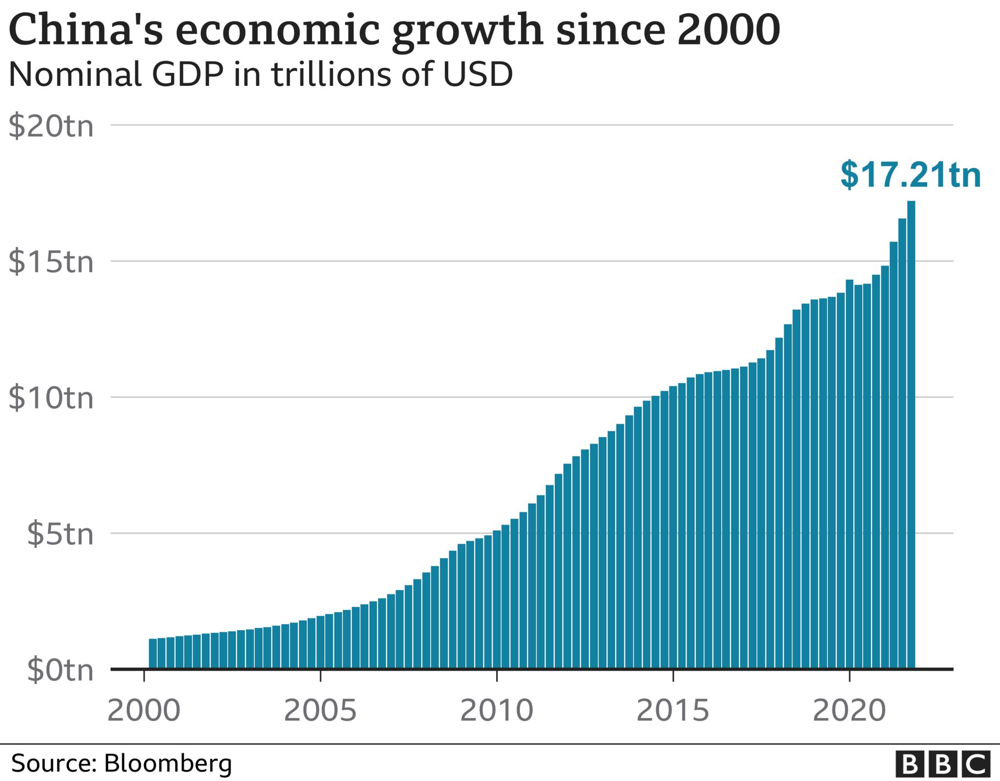 China's economic growth since 2000
Nominal GDP in trillions of USD
$20tn
$17.21tn
$15tn
$10tn
$5tn
$0tn
2000 2005 2010 2015 2020
Source: Bloomberg
BBC